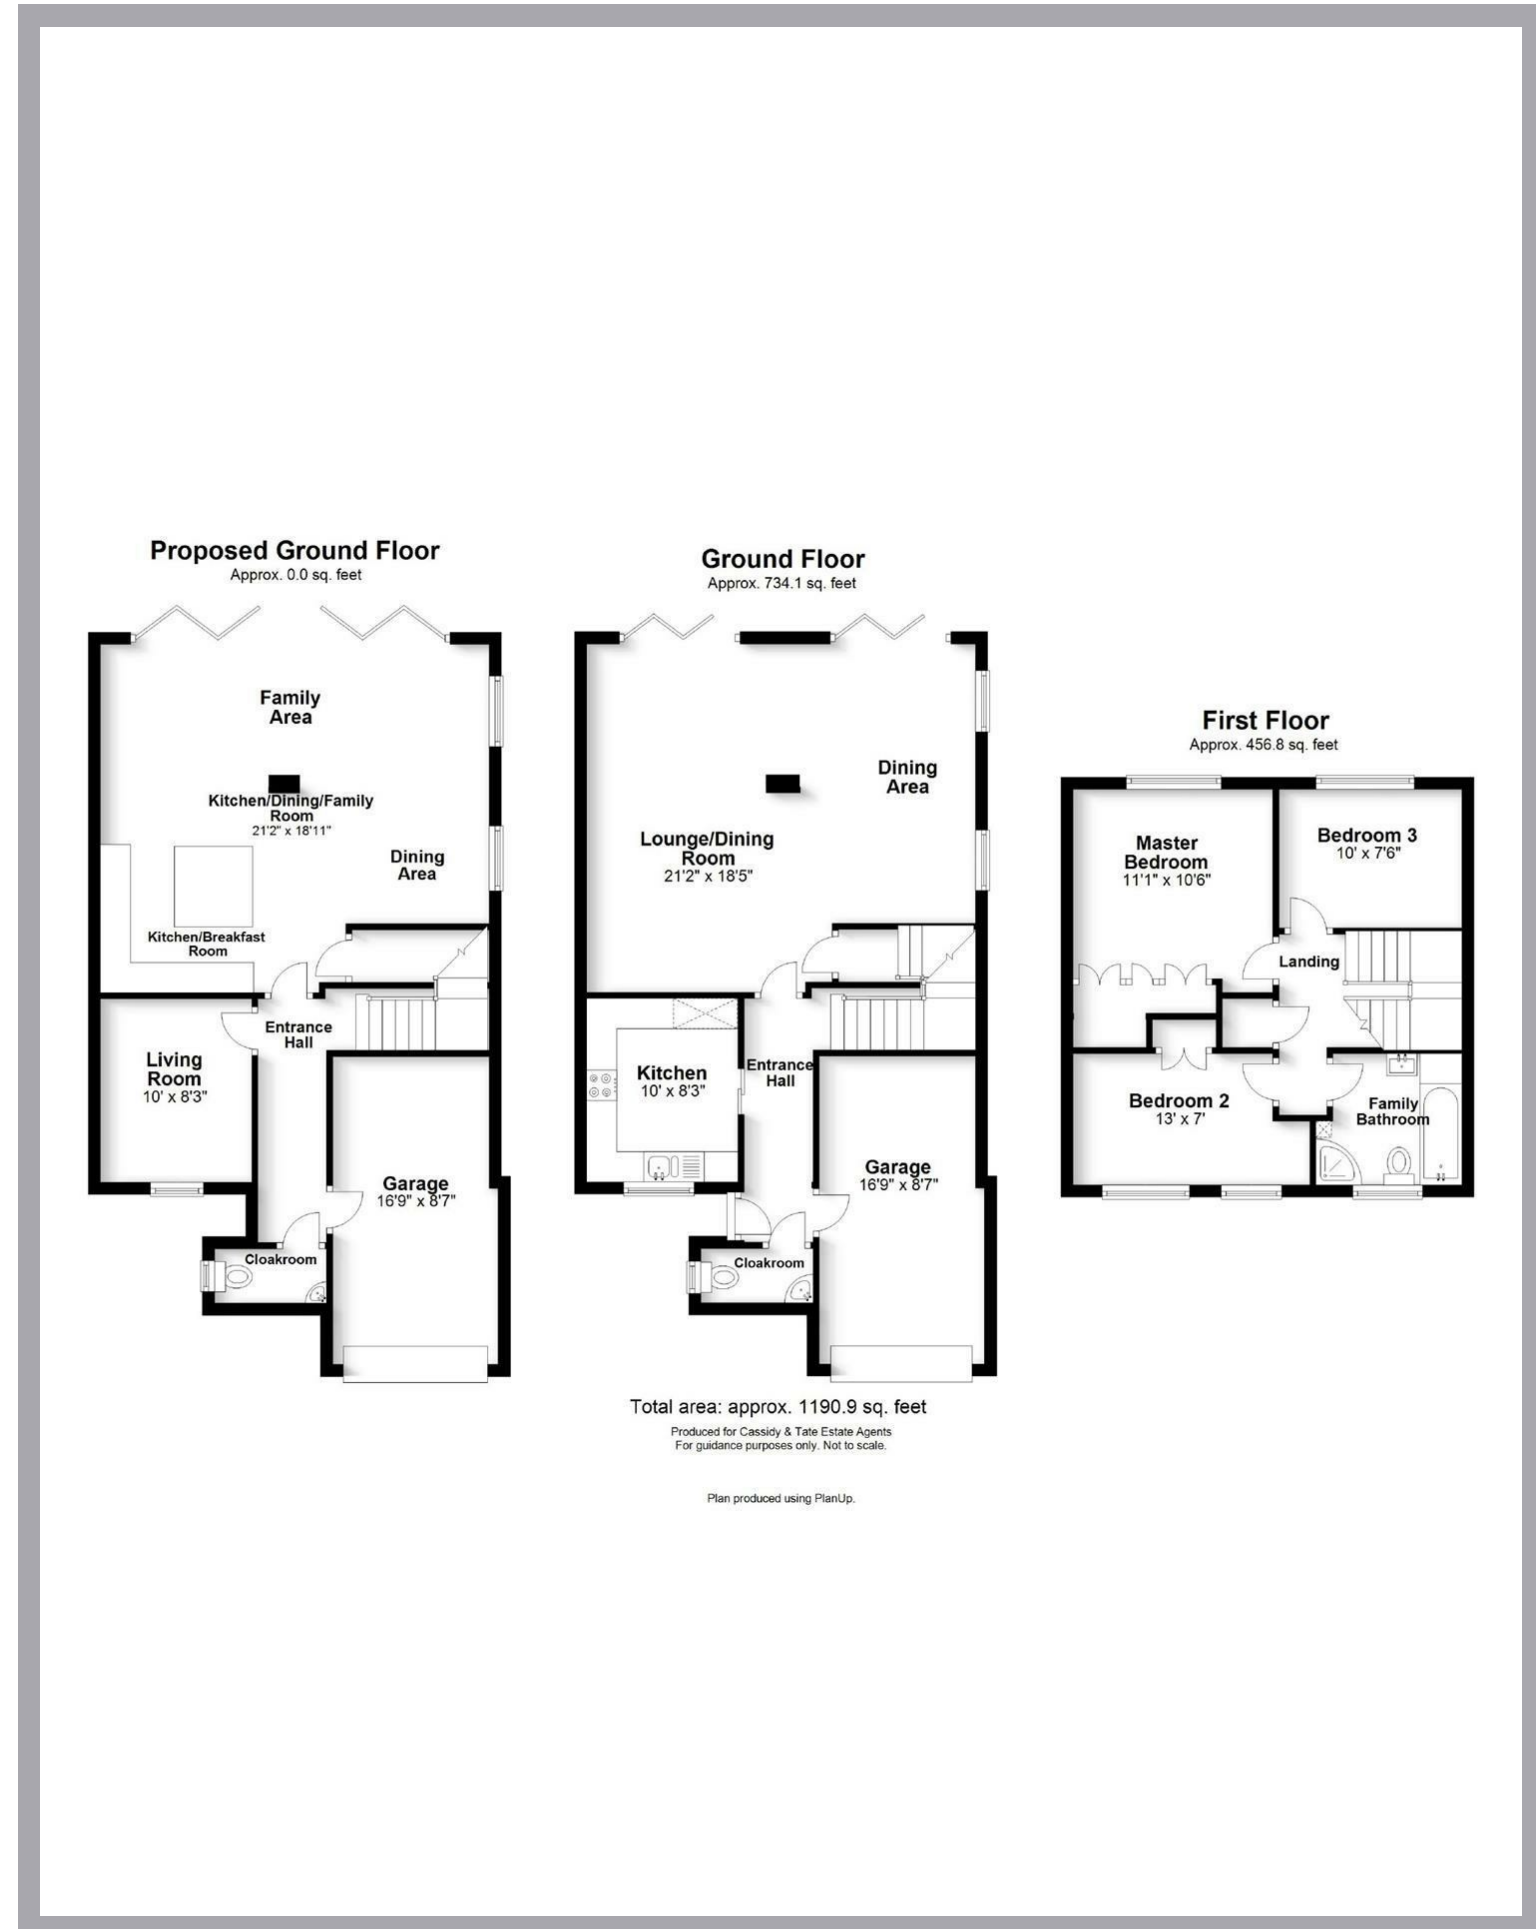 Proposed Ground Floor
Approx. 0.0 sq. feet
Family
Area
Kitchen/Dining/Family
Room
21'2" x 18'11"
Dining
Area
Kitchen/Breakfast
Room
Entrance
Hall
Living
Room
10' x 8'3"
Garage
16'9" x 8'7"
Cloakroom
Ground Floor
Approx. 734.1 sq. feet
Dining
Area
Lounge/Dining
Room
21'2" x 18'5"
Kitchen
10' x 8'3"
Entrance
Hall
Garage
16'9" x 8'7"
Cloakroom
First Floor
Approx. 456.8 sq. feet
Master
Bedroom
11'1" x 10'6"
Bedroom 3
10' x 7'6"
Landing
Bedroom 2
13' x 7'
Family
Bathroom
Total area: approx. 1190.9 sq. feet
Produced for Cassidy & Tate Estate Agents
For guidance purposes only. Not to scale.
Plan produced using PlanUp.